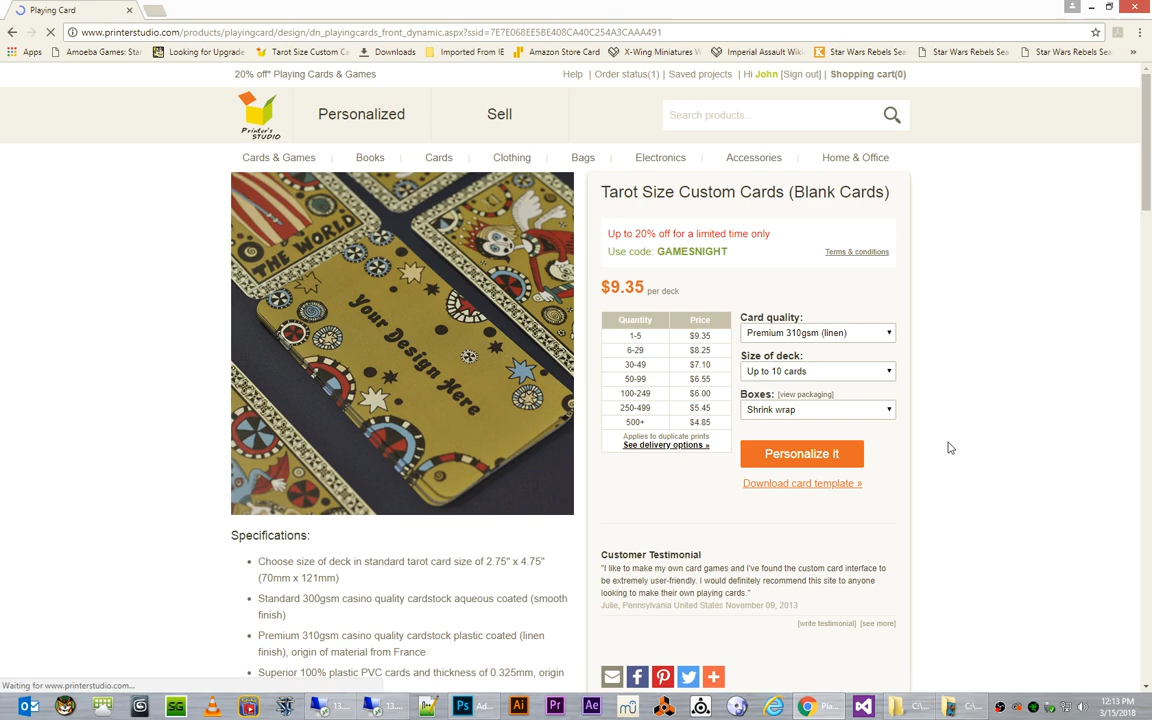 Playing Card
www.printerstudio.com/products/playingcard/design/dn_playingcards_front_dynamic.aspx?ssid=7E7E068EE5BE408CA40C254A3CAAA491
Apps Amoeba Games: Star Looking for Upgrade Tarot Size Custom C Downloads Imported From IE Amazon Store Card X-Wing Miniatures W Imperial Assault Wiki Star Wars Rebels Sea Star Wars Rebels Sea Star Wars Rebels Sea »
20% off* Playing Cards & Games
Help | Order status(1) | Saved projects | Hi John [Sign out] | Shopping cart(0)
Printer's STUDIO
Personalized
Sell
Search products...
Cards & Games | Books | Cards | Clothing | Bags | Electronics | Accessories | Home & Office
THE WORLD
Your Design Here
Tarot Size Custom Cards (Blank Cards)
Up to 20% off for a limited time only
Use code: GAMESNIGHT
Terms & conditions
$9.35 per deck
Quantity Price
1-5 $9.35
6-29 $8.25
30-49 $7.10
50-99 $6.55
100-249 $6.00
250-499 $5.45
500+ $4.85
Applies to duplicate prints
See delivery options »
Card quality:
Premium 310gsm (linen)
Size of deck:
Up to 10 cards
Boxes: [view packaging]
Shrink wrap
Personalize it
Download card template »
Specifications:
• Choose size of deck in standard tarot card size of 2.75" x 4.75"
(70mm x 121mm)
• Standard 300gsm casino quality cardstock aqueous coated (smooth
finish)
• Premium 310gsm casino quality cardstock plastic coated (linen
finish), origin of material from France
• Superior 100% plastic PVC cards and thickness of 0.325mm, origin
Customer Testimonial
"I like to make my own card games and I've found the custom card interface to
be extremely user-friendly. I would definitely recommend this site to anyone
looking to make their own playing cards."
Julie, Pennsylvania United States November 09, 2013
[write testimonial] [see more]
Waiting for www.printerstudio.com...
13... 13... Ps Ad... Ai Pr Ae Pla... C:\... C:\...
SG
12:13 PM
3/15/2018